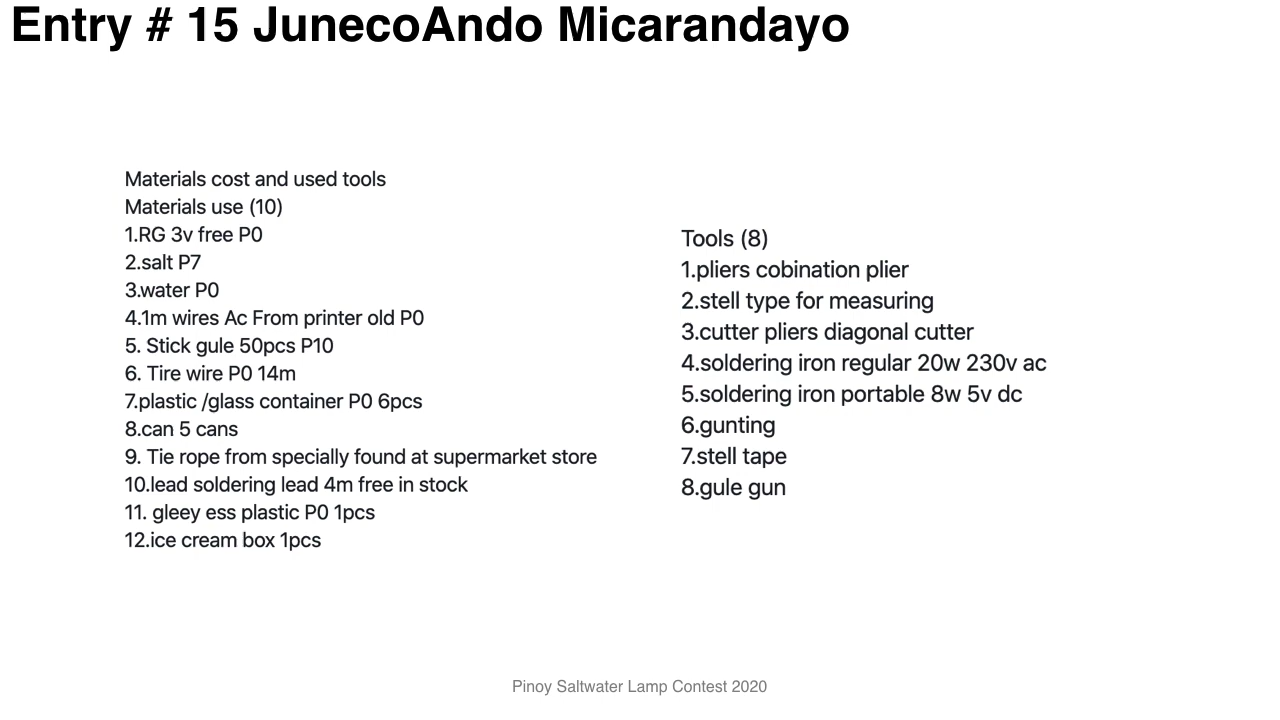 Entry # 15 JunecoAndo Micarandayo
Materials cost and used tools
Materials use (10)
1.RG 3v free P0
2.salt P7
3.water P0
4.1m wires Ac From printer old P0
5. Stick gule 50pcs P10
6. Tire wire P0 14m
7.plastic /glass container P0 6pcs
8.can 5 cans
9. Tie rope from specially found at supermarket store
10.lead soldering lead 4m free in stock
11. gleey ess plastic P0 1pcs
12.ice cream box 1pcs
Tools (8)
1.pliers cobination plier
2.stell type for measuring
3.cutter pliers diagonal cutter
4.soldering iron regular 20w 230v ac
5.soldering iron portable 8w 5v dc
6.gunting
7.stell tape
8.gule gun
Pinoy Saltwater Lamp Contest 2020